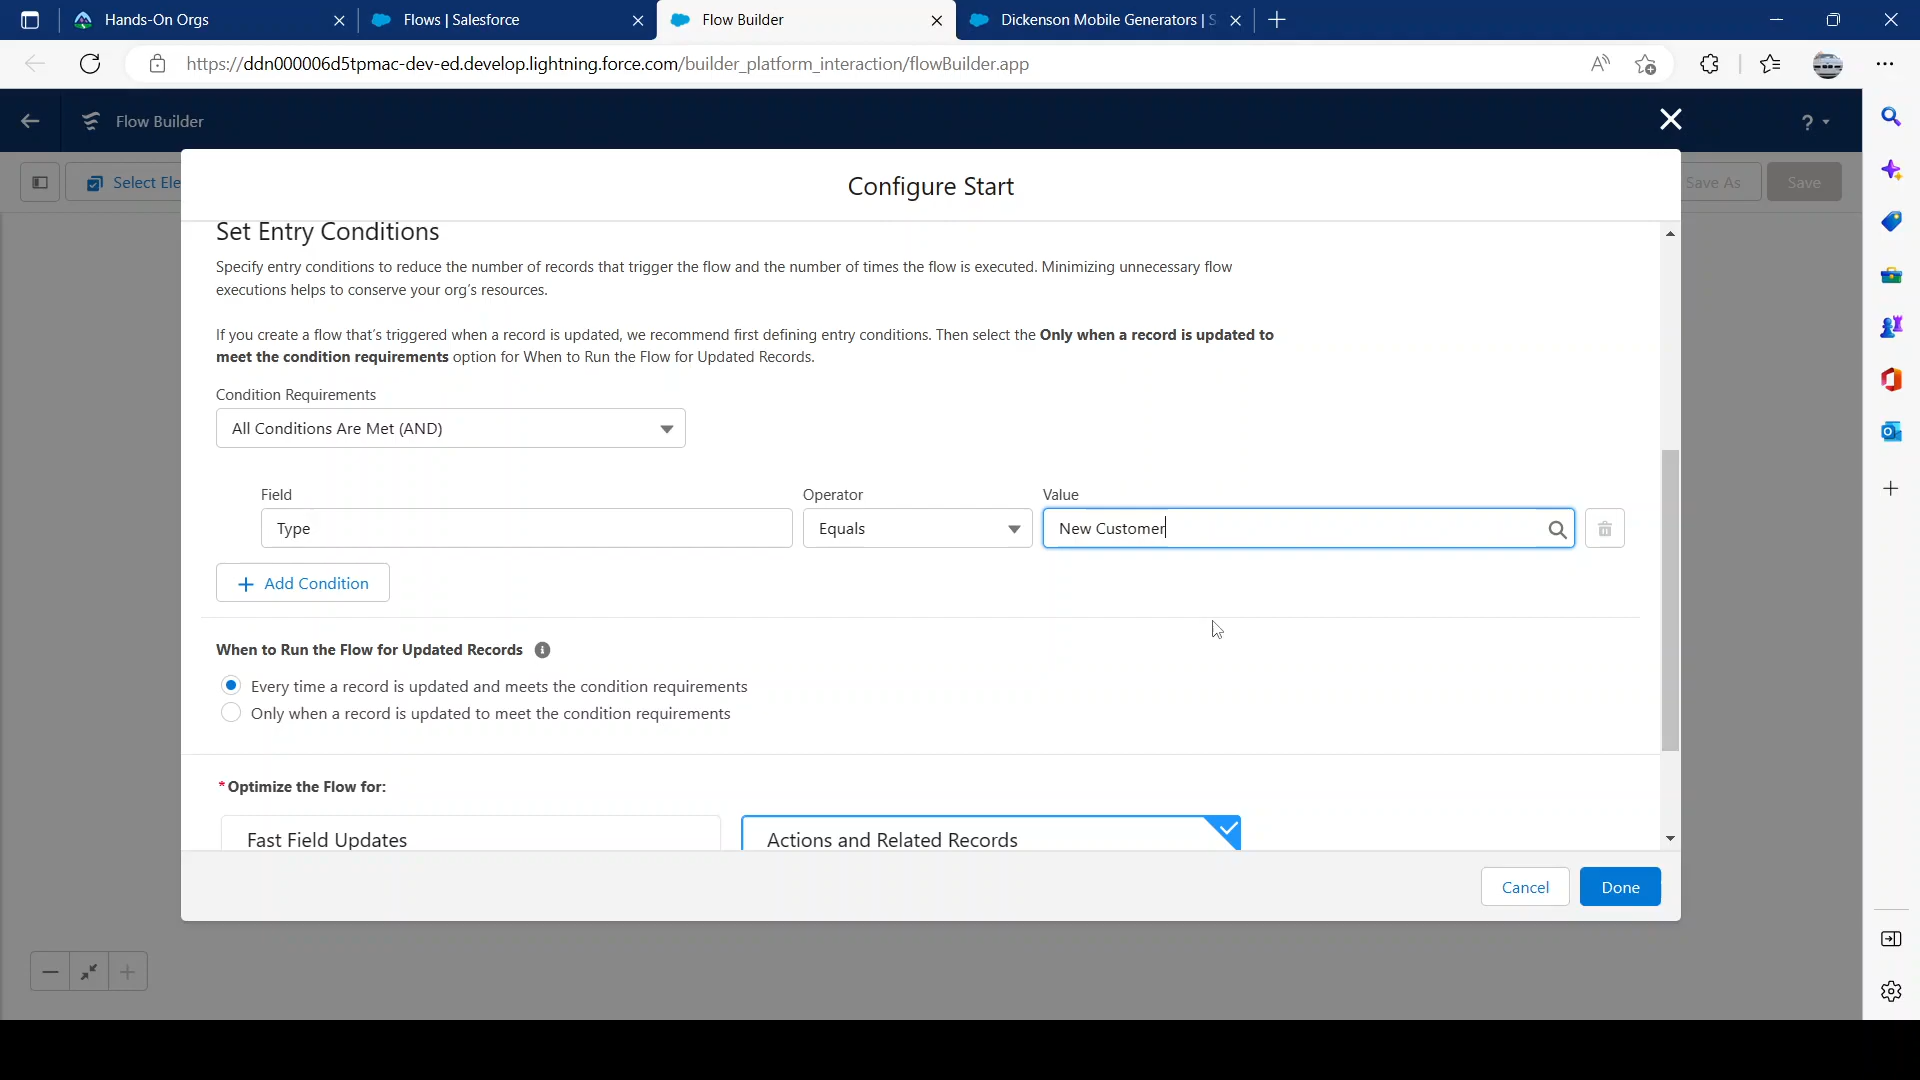 Hands-On Orgs
Flows | Salesforce
Flow Builder
Dickenson Mobile Generators | S
https://ddn000006d5tpmac-dev-ed.develop.lightning.force.com/builder_platform_interaction/flowBuilder.app
Flow Builder
?
Select Ele
Save As
Save
Configure Start
Set Entry Conditions
Specify entry conditions to reduce the number of records that trigger the flow and the number of times the flow is executed. Minimizing unnecessary flow
executions helps to conserve your org's resources.
If you create a flow that's triggered when a record is updated, we recommend first defining entry conditions. Then select the Only when a record is updated to
meet the condition requirements option for When to Run the Flow for Updated Records.
Condition Requirements
All Conditions Are Met (AND)
Field
Operator
Value
Type
Equals
New Customer
+ Add Condition
When to Run the Flow for Updated Records
Every time a record is updated and meets the condition requirements
Only when a record is updated to meet the condition requirements
* Optimize the Flow for:
Fast Field Updates
Actions and Related Records
Cancel
Done